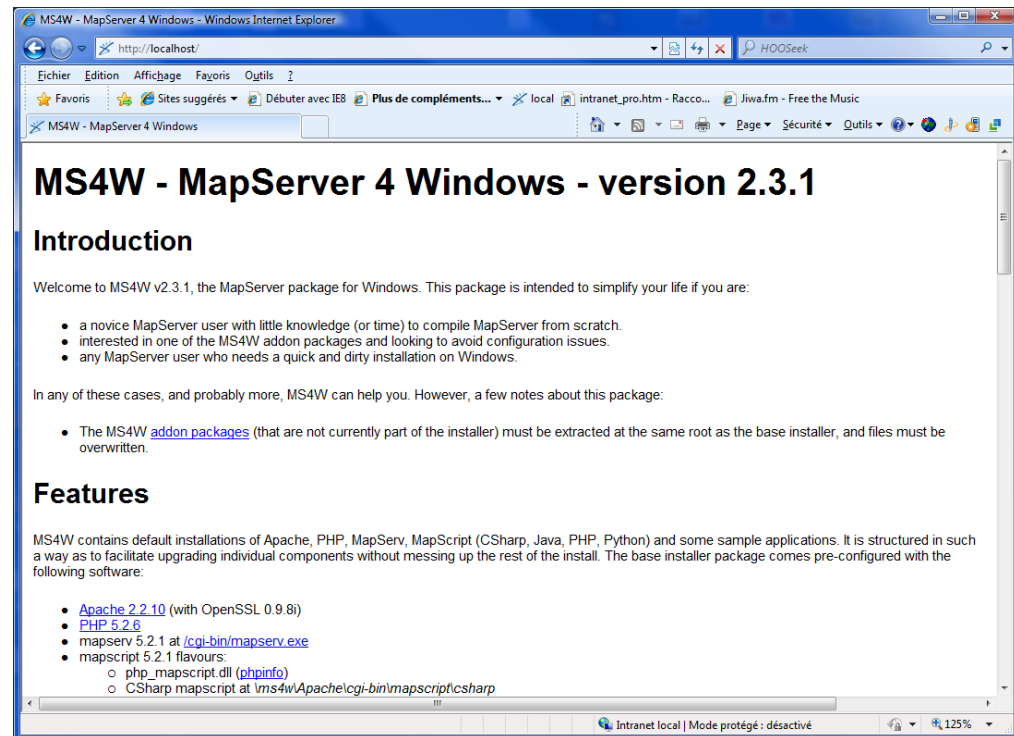 MS4W - MapServer 4 Windows - Windows Internet Explorer
http://localhost/
HOOSeek
Fichier Edition Affichage Favoris Outils ?
Favoris Sites suggérés Débuter avec IE8 Plus de compléments... local intranet_pro.htm - Racco... Jiwa.fm - Free the Music
MS4W - MapServer 4 Windows
Page Sécurité Outils
MS4W - MapServer 4 Windows - version 2.3.1
Introduction
Welcome to MS4W v2.3.1, the MapServer package for Windows. This package is intended to simplify your life if you are:
a novice MapServer user with little knowledge (or time) to compile MapServer from scratch.
interested in one of the MS4W addon packages and looking to avoid configuration issues.
any MapServer user who needs a quick and dirty installation on Windows.
In any of these cases, and probably more, MS4W can help you. However, a few notes about this package:
The MS4W addon packages (that are not currently part of the installer) must be extracted at the same root as the base installer, and files must be
overwritten.
Features
MS4W contains default installations of Apache, PHP, MapServ, MapScript (CSharp, Java, PHP, Python) and some sample applications. It is structured in such
a way as to facilitate upgrading individual components without messing up the rest of the install. The base installer package comes pre-configured with the
following software:
Apache 2.2.10 (with OpenSSL 0.9.8i)
PHP 5.2.6
mapserv 5.2.1 at /cgi-bin/mapserv.exe
mapscript 5.2.1 flavours:
php_mapscript.dll (phpinfo)
CSharp mapscript at \ms4w\Apache\cgi-bin\mapscript\csharp
Intranet local | Mode protégé : désactivé
125%